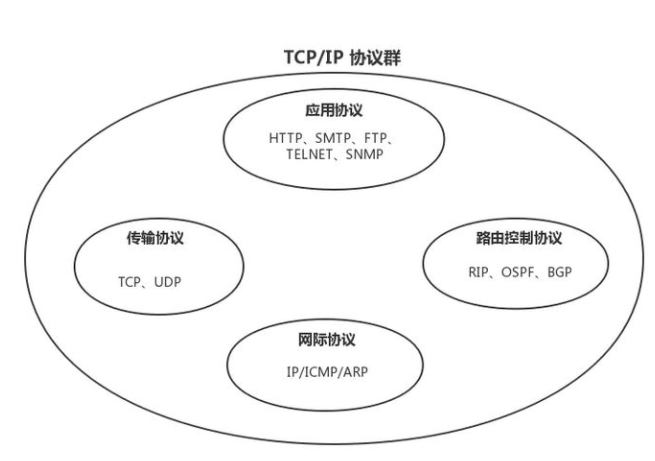 TCP/IP 协议群
应用协议
HTTP、SMTP、FTP、
TELNET、SNMP
传输协议
TCP、UDP
路由控制协议
RIP、OSPF、BGP
网际协议
IP/ICMP/ARP